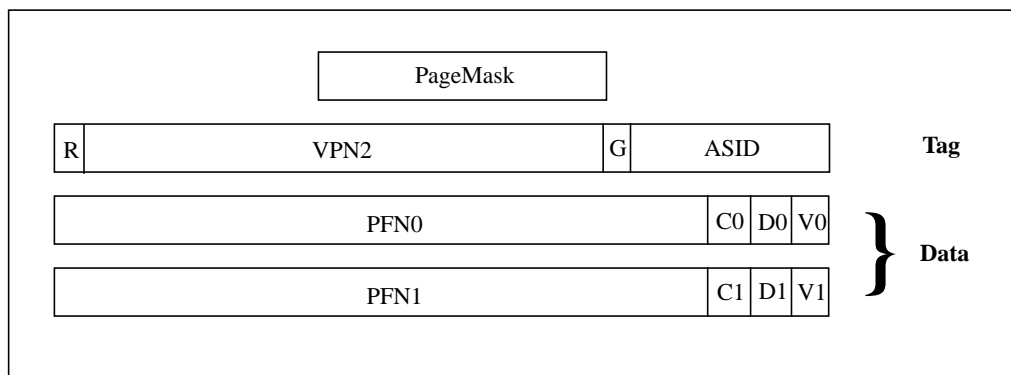 PageMask
R VPN2 G ASID Tag
PFN0 C0 D0 V0
Data
PFN1 C1 D1 V1